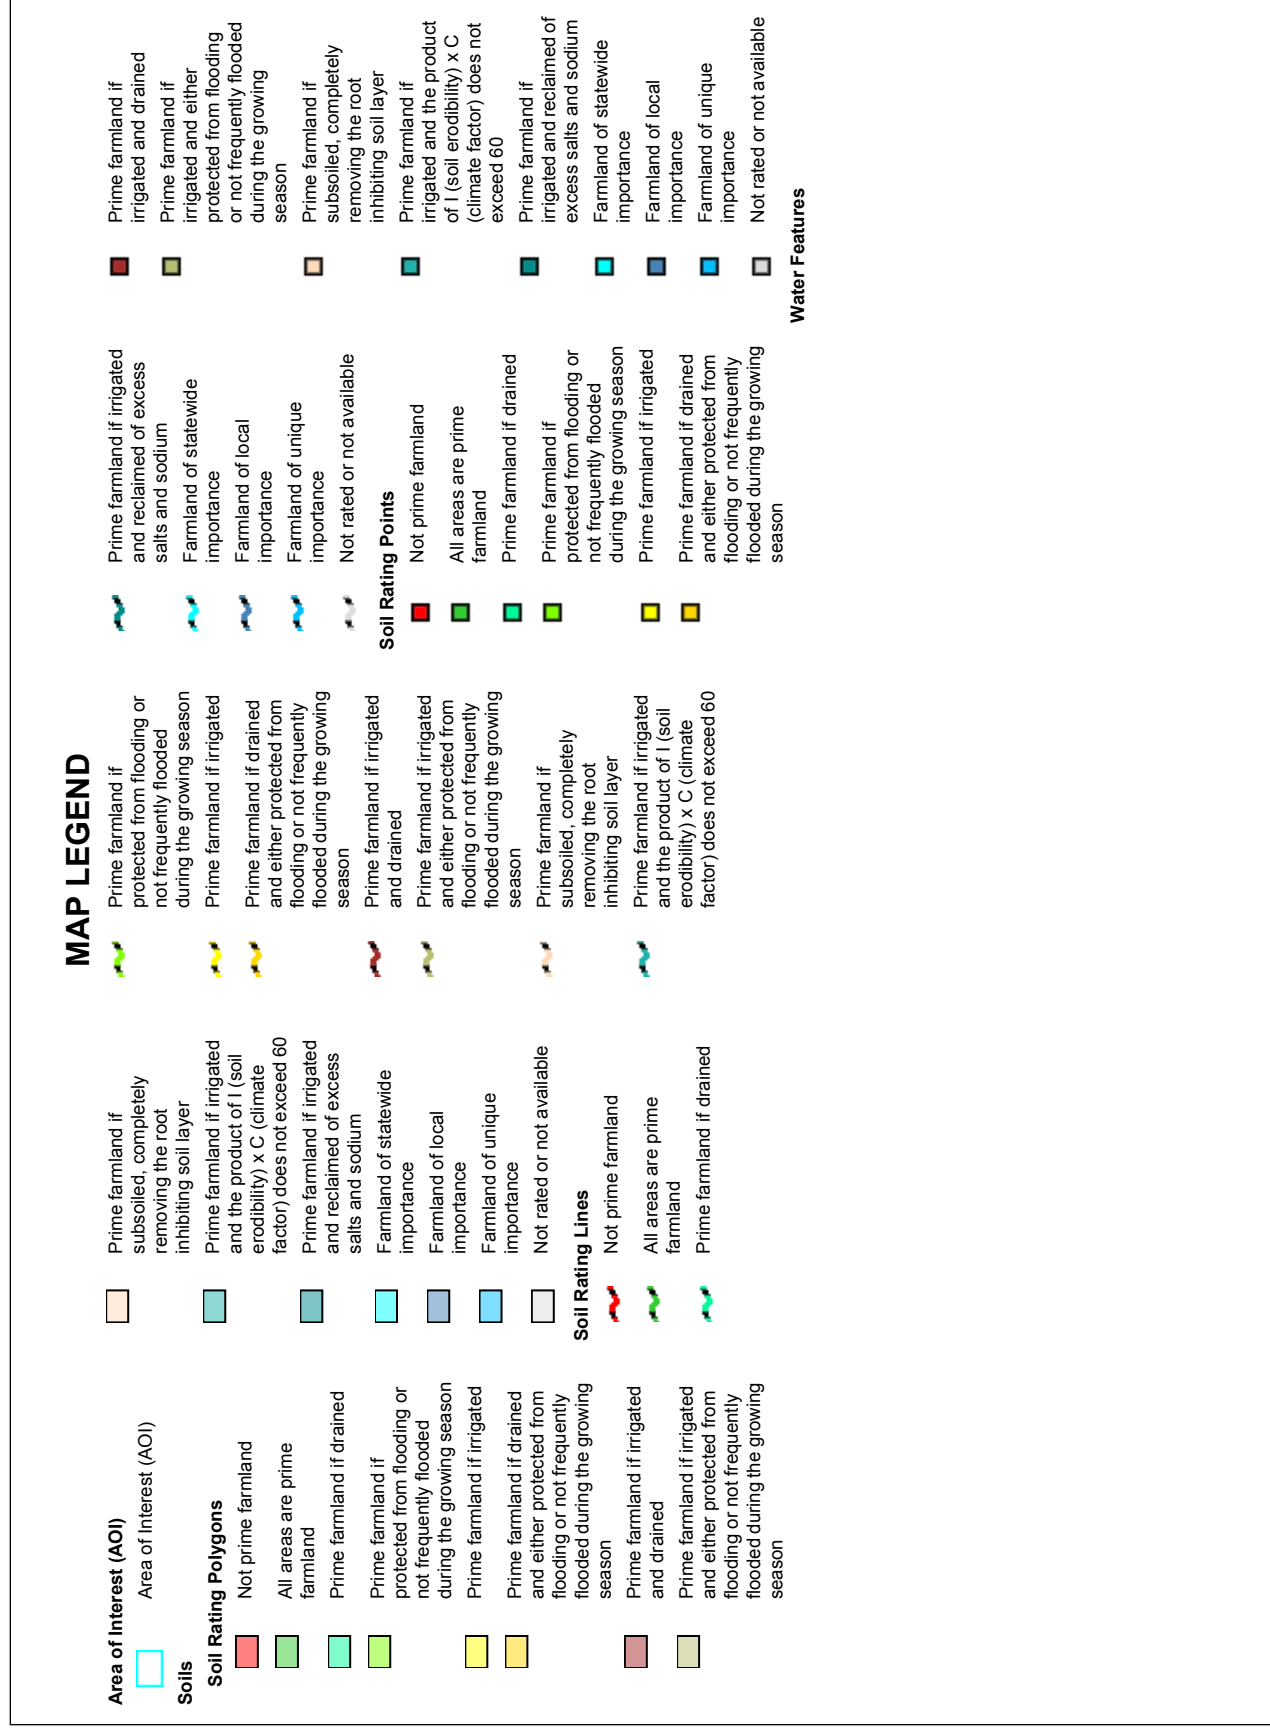 MAP LEGEND
Area of Interest (AOI)
Area of Interest (AOI)
Soils
Soil Rating Polygons
Not prime farmland
All areas are prime
farmland
Prime farmland if drained
Prime farmland if
protected from flooding or
not frequently flooded
during the growing season
Prime farmland if irrigated
Prime farmland if drained
and either protected from
flooding or not frequently
flooded during the growing
season
Prime farmland if irrigated
and drained
Prime farmland if irrigated
and either protected from
flooding or not frequently
flooded during the growing
season
Prime farmland if
subsoiled, completely
removing the root
inhibiting soil layer
Prime farmland if irrigated
and the product of I (soil
erodibility) x C (climate
factor) does not exceed 60
Prime farmland if irrigated
and reclaimed of excess
salts and sodium
Farmland of statewide
importance
Farmland of local
importance
Farmland of unique
importance
Not rated or not available
Soil Rating Lines
Not prime farmland
All areas are prime
farmland
Prime farmland if drained
Prime farmland if
protected from flooding or
not frequently flooded
during the growing season
Prime farmland if irrigated
Prime farmland if drained
and either protected from
flooding or not frequently
flooded during the growing
season
Prime farmland if irrigated
and drained
Prime farmland if irrigated
and either protected from
flooding or not frequently
flooded during the growing
season
Prime farmland if
subsoiled, completely
removing the root
inhibiting soil layer
Prime farmland if irrigated
and the product of I (soil
erodibility) x C (climate
factor) does not exceed 60
Prime farmland if irrigated
and reclaimed of excess
salts and sodium
Farmland of statewide
importance
Farmland of local
importance
Farmland of unique
importance
Not rated or not available
Soil Rating Points
Not prime farmland
All areas are prime
farmland
Prime farmland if drained
Prime farmland if
protected from flooding or
not frequently flooded
during the growing season
Prime farmland if irrigated
Prime farmland if drained
and either protected from
flooding or not frequently
flooded during the growing
season
Prime farmland if
irrigated and drained
Prime farmland if
irrigated and either
protected from flooding
or not frequently flooded
during the growing
season
Prime farmland if
subsoiled, completely
removing the root
inhibiting soil layer
Prime farmland if
irrigated and the product
of I (soil erodibility) x C
(climate factor) does not
exceed 60
Prime farmland if
irrigated and reclaimed of
excess salts and sodium
Farmland of statewide
importance
Farmland of local
importance
Farmland of unique
importance
Not rated or not available
Water Features